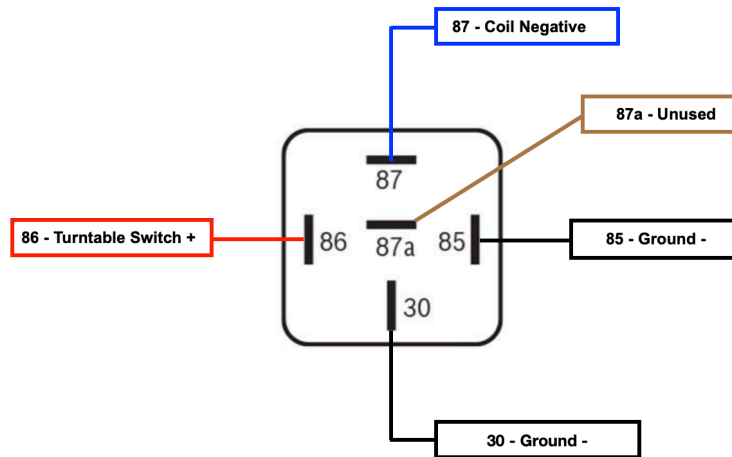 87 - Coil Negative
87a - Unused
87
86 - Turntable Switch +
86
87a
85
85 - Ground -
30
30 - Ground -